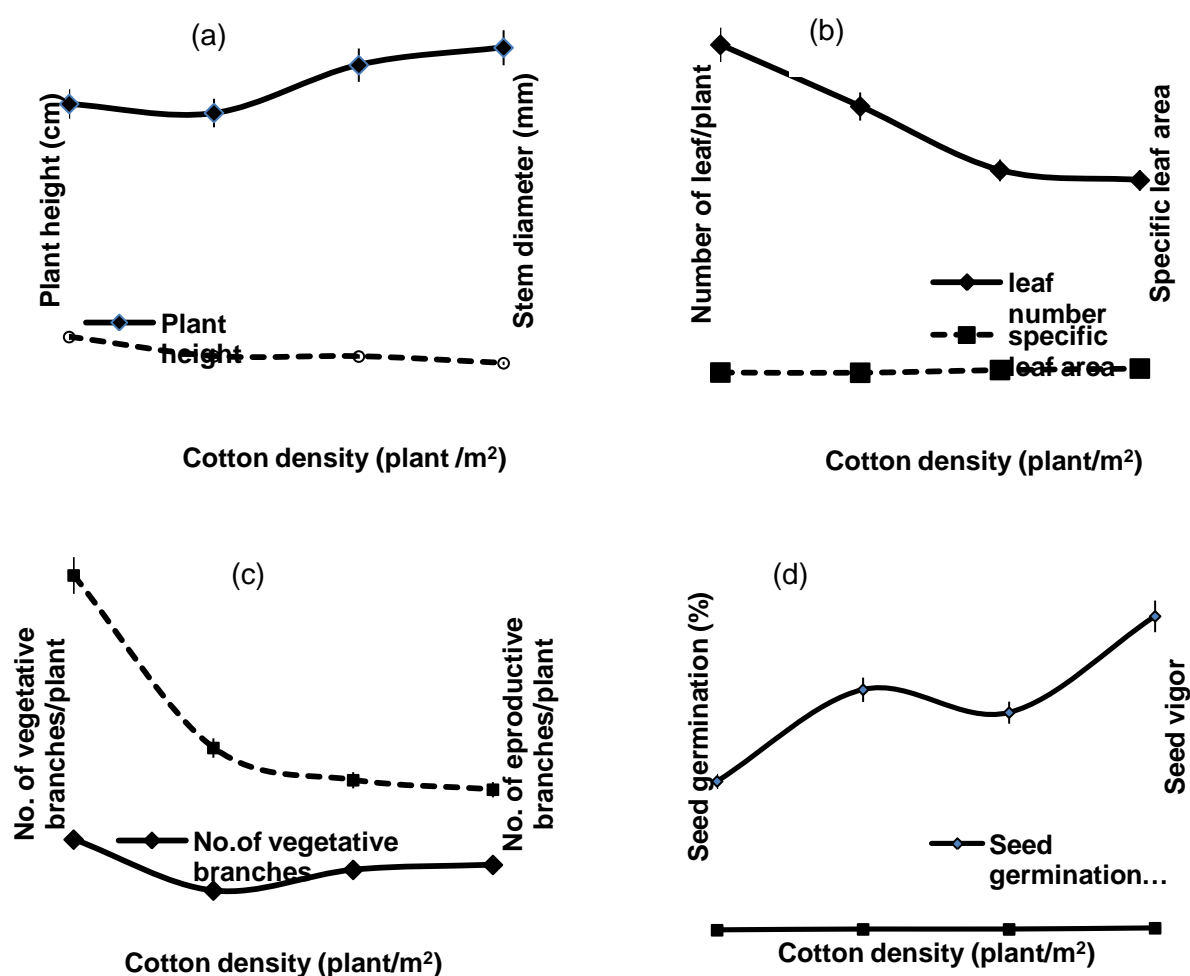 (a)
Plant height (cm)
Stem diameter (mm)
Plant
height
Cotton density (plant /m²)
(b)
Number of leaf/plant
Specific leaf area
leaf
number
specific
leaf area
Cotton density (plant/m²)
(c)
No. of vegetative
branches/plant
No. of eproductive
branches/plant
No.of vegetative
branches
Cotton density (plant/m²)
(d)
Seed germination (%)
Seed vigor
Seed
germination…
Cotton density (plant/m²)